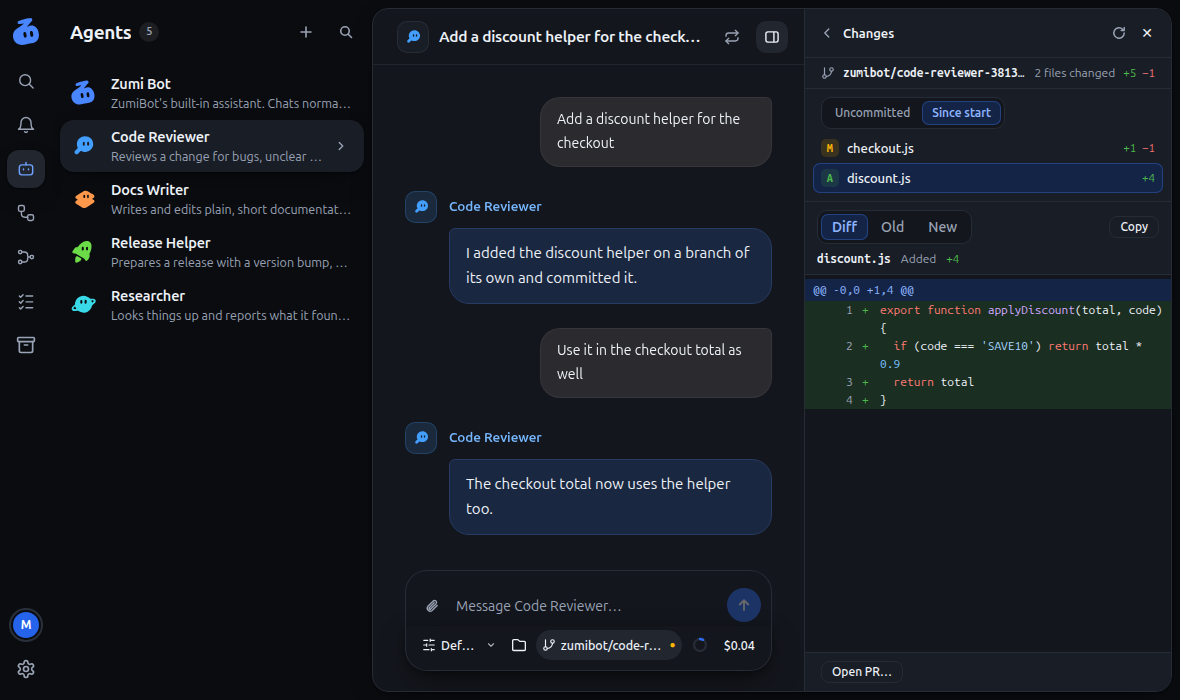 Agents 5
Zumi Bot
ZumiBot's built-in assistant. Chats norma…
Code Reviewer
Reviews a change for bugs, unclear …
Docs Writer
Writes and edits plain, short documentat…
Release Helper
Prepares a release with a version bump, …
Researcher
Looks things up and reports what it foun…
M
Add a discount helper for the check…
Add a discount helper for the
checkout
Code Reviewer
I added the discount helper on a branch of
its own and committed it.
Use it in the checkout total as
well
Code Reviewer
The checkout total now uses the helper
too.
Message Code Reviewer…
Def… zumibot/code-r… $0.04
Changes
zumibot/code-reviewer-3813… 2 files changed +5 −1
Uncommitted Since start
M checkout.js +1 −1
A discount.js +4
Diff Old New Copy
discount.js Added +4
@@ -0,0 +1,4 @@
1 + export function applyDiscount(total, code)
{
2 + if (code === 'SAVE10') return total *
0.9
3 + return total
4 + }
Open PR…